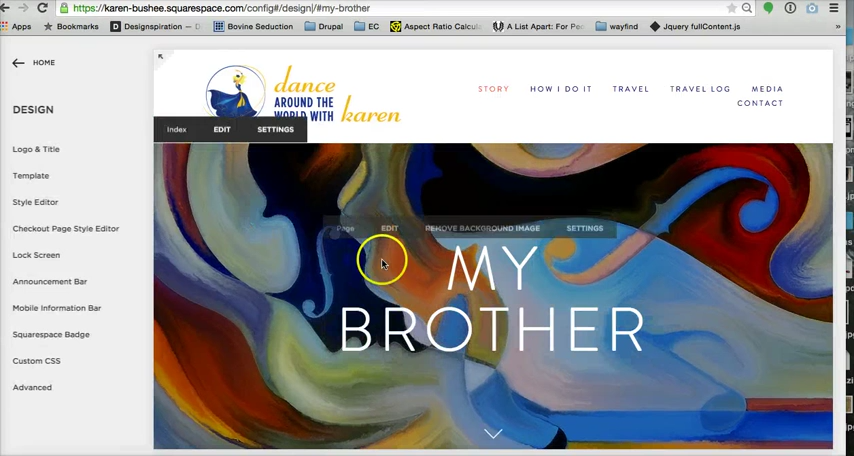 https://karen-bushee.squarespace.com/config#/design|/#my-brother
Apps
Bookmarks
Designspiration — D
Bovine Seduction
Drupal
EC
Aspect Ratio Calcula
A List Apart: For Pe
wayfind
Jquery fullContent.js
»
HOME
DESIGN
Logo & Title
Template
Style Editor
Checkout Page Style Editor
Lock Screen
Announcement Bar
Mobile Information Bar
Squarespace Badge
Custom CSS
Advanced
dance
AROUND THE
WORLD WITH karen
STORY HOW I DO IT TRAVEL TRAVEL LOG MEDIA
CONTACT
Index EDIT SETTINGS
Page EDIT REMOVE BACKGROUND IMAGE SETTINGS
MY
BROTHER